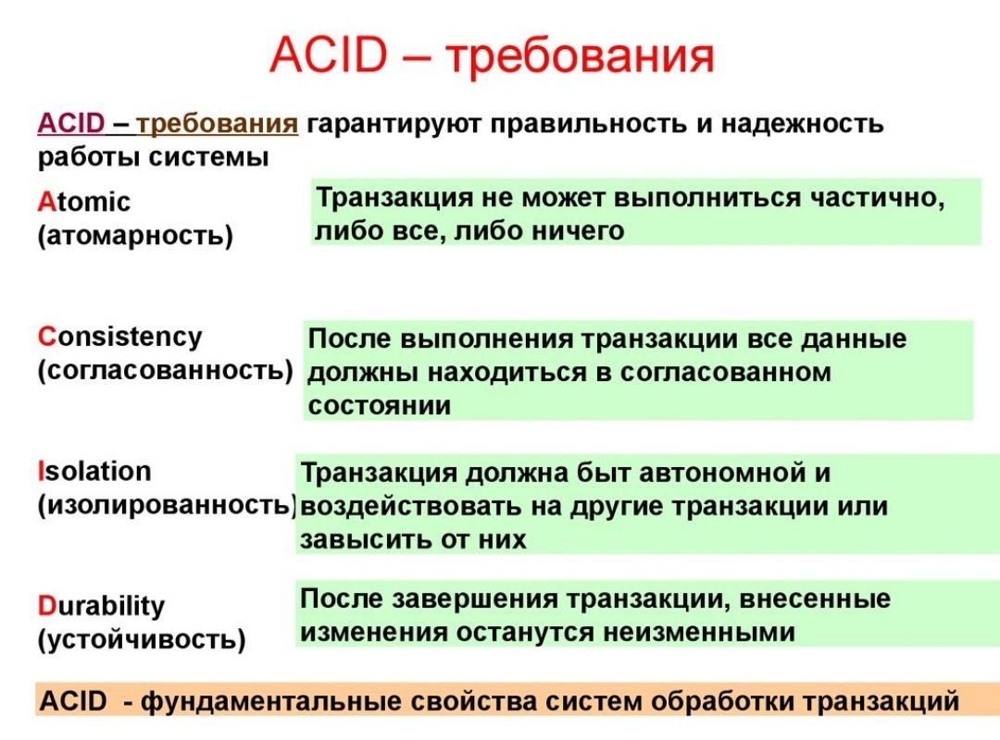 ACID – требования
ACID – требования гарантируют правильность и надежность
работы системы
Atomic
(атомарность)
Транзакция не может выполниться частично,
либо все, либо ничего
Consistency
(согласованность)
После выполнения транзакции все данные
должны находиться в согласованном
состоянии
Isolation
(изолированность)
Транзакция должна быт автономной и
воздействовать на другие транзакции или
завысить от них
Durability
(устойчивость)
После завершения транзакции, внесенные
изменения останутся неизменными
ACID - фундаментальные свойства систем обработки транзакций